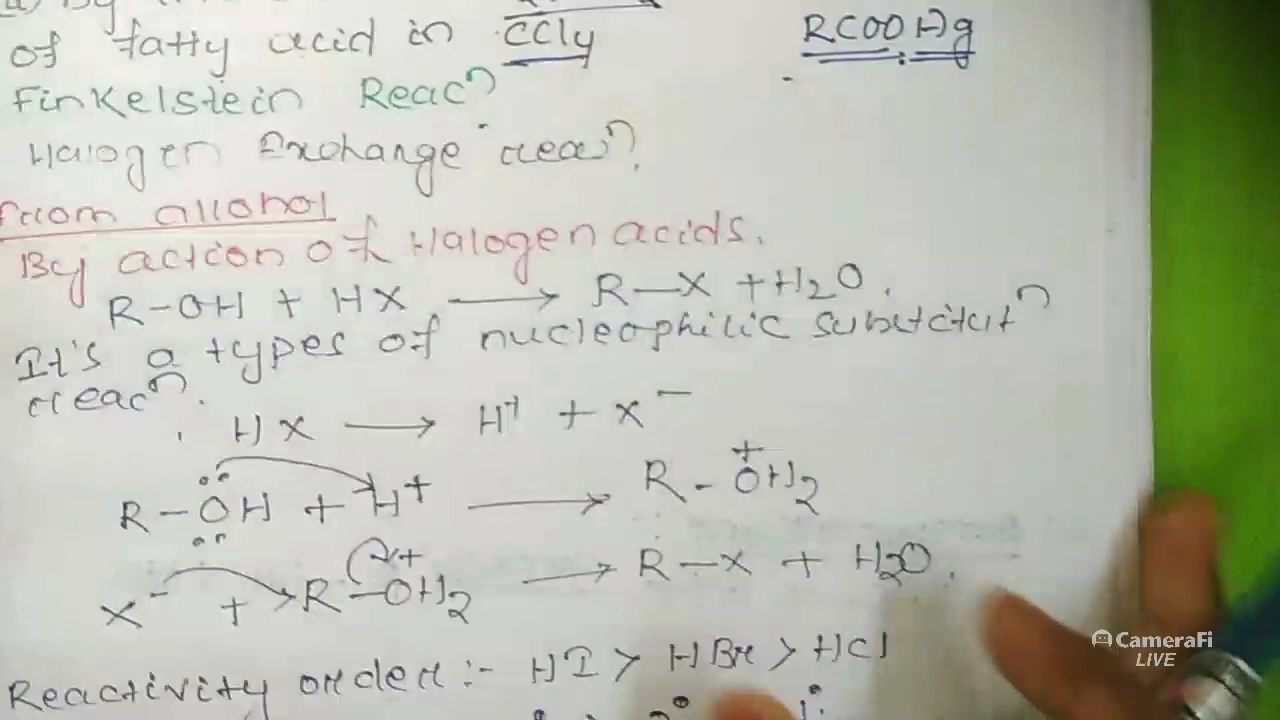 By
of fatty acid in CCl4
RCOOHg
Finkelstein Reacn
Halogen Exchange reacn.
From alcohol
By action of Halogen acids.
R-OH + HX ⟶ R-X + H2O.
It's a types of nucleophilic substitutn
reacn.
HX ⟶ H+ + X-
R-OH + H+ ⟶ R-OH2+
X- + R-OH2+ ⟶ R-X + H2O.
Reactivity order :- HI > HBr > HCl
CameraFi
LIVE